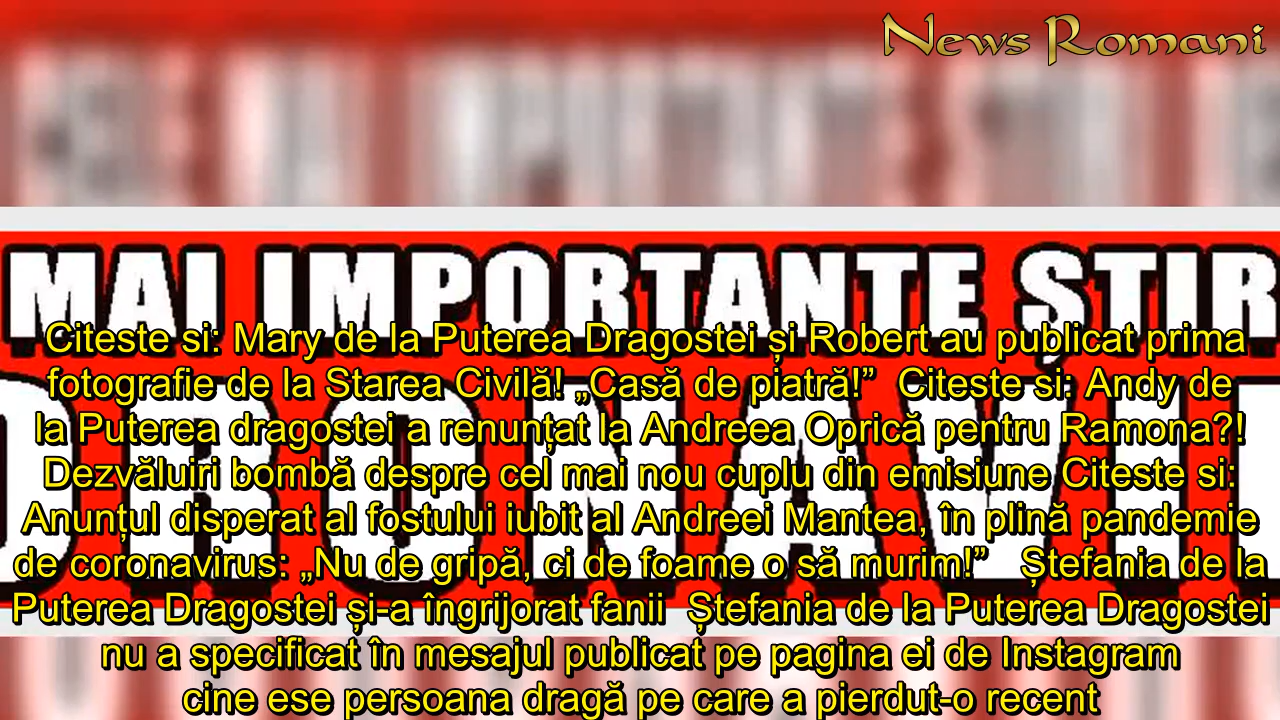 News Romani
MAI IMPORTANTE ȘTIR
Citeste si: Mary de la Puterea Dragostei și Robert au publicat prima
fotografie de la Starea Civilă! „Casă de piatră!” Citeste si: Andy de
la Puterea dragostei a renunțat la Andreea Oprică pentru Ramona?!
Dezvăluiri bombă despre cel mai nou cuplu din emisiune Citeste si:
Anunțul disperat al fostului iubit al Andreei Mantea, în plină pandemie
de coronavirus: „Nu de gripă, ci de foame o să murim!” Ștefania de la
Puterea Dragostei și-a îngrijorat fanii Ștefania de la Puterea Dragostei
nu a specificat în mesajul publicat pe pagina ei de Instagram
cine ese persoana dragă pe care a pierdut-o recent